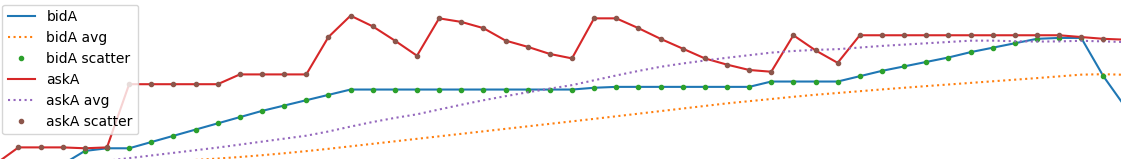 bidA
bidA avg
bidA scatter
askA
askA avg
askA scatter